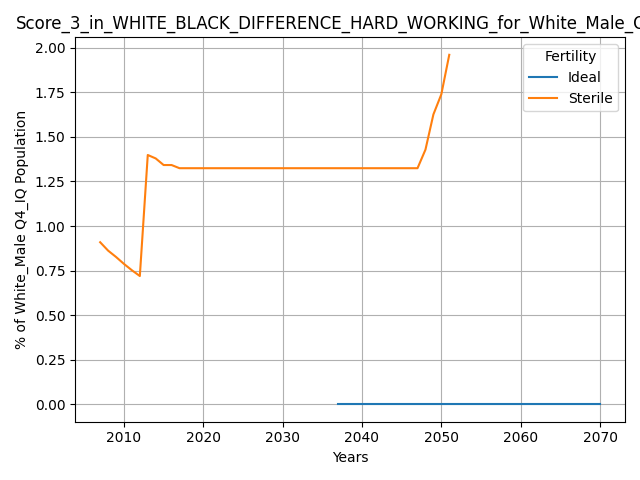 Score_3_in_WHITE_BLACK_DIFFERENCE_HARD_WORKING_for_White_Male_
Fertility
Ideal
Sterile
% of White_Male Q4_IQ Population
2.00
1.75
1.50
1.25
1.00
0.75
0.50
0.25
0.00
2010 2020 2030 2040 2050 2060 2070
Years